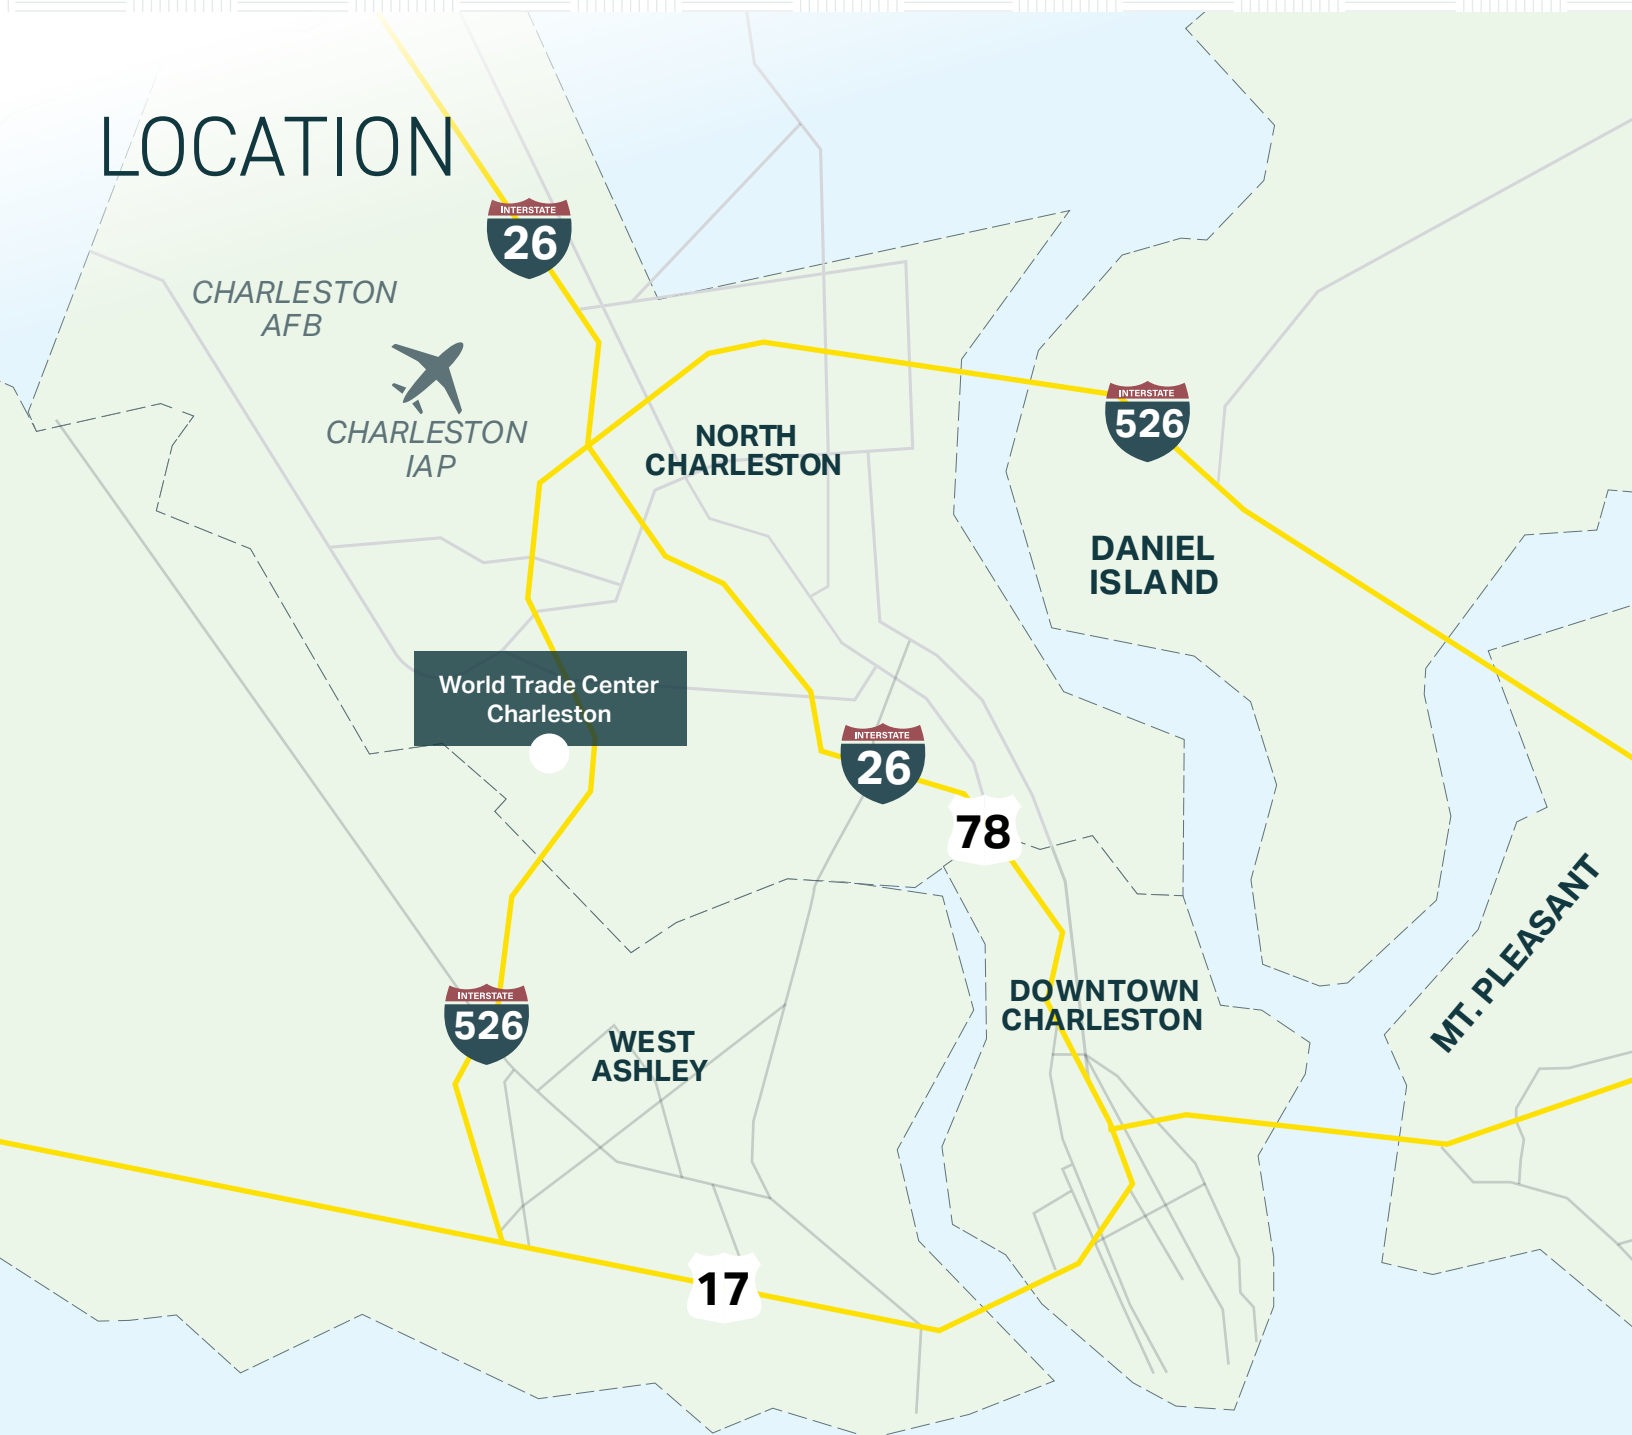 LOCATION
INTERSTATE
26
CHARLESTON
AFB
CHARLESTON
IAP
NORTH
CHARLESTON
INTERSTATE
526
DANIEL
ISLAND
World Trade Center
Charleston
INTERSTATE
26
78
MT. PLEASANT
DOWNTOWN
CHARLESTON
INTERSTATE
526
WEST
ASHLEY
17